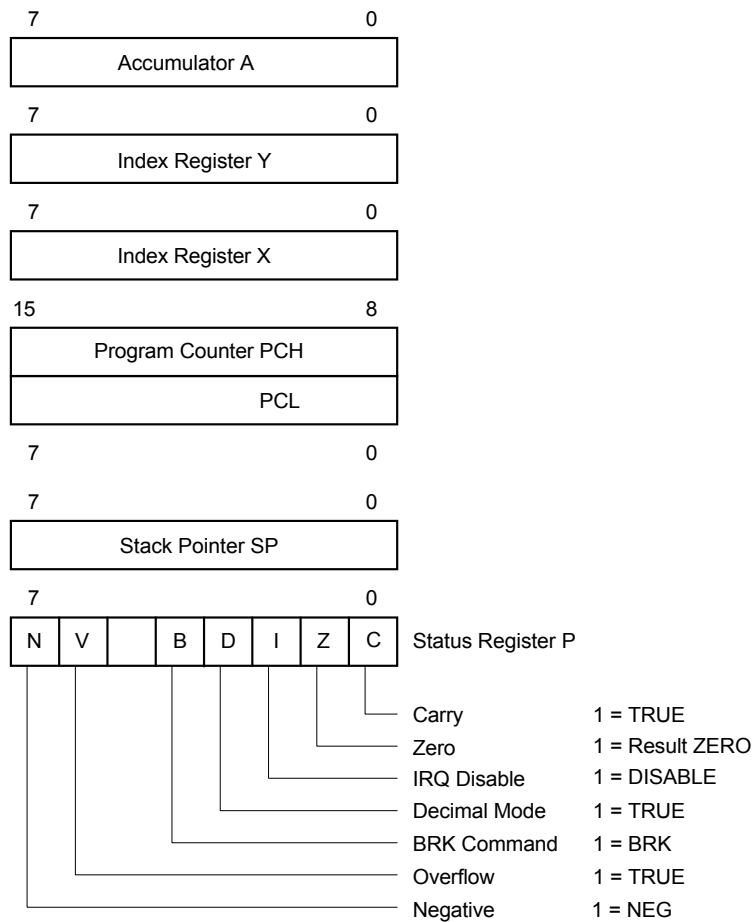 7 0
Accumulator A
7 0
Index Register Y
7 0
Index Register X
15 8
Program Counter PCH
PCL
7 0
7 0
Stack Pointer SP
7 0
N V B D I Z C Status Register P
Carry 1 = TRUE
Zero 1 = Result ZERO
IRQ Disable 1 = DISABLE
Decimal Mode 1 = TRUE
BRK Command 1 = BRK
Overflow 1 = TRUE
Negative 1 = NEG